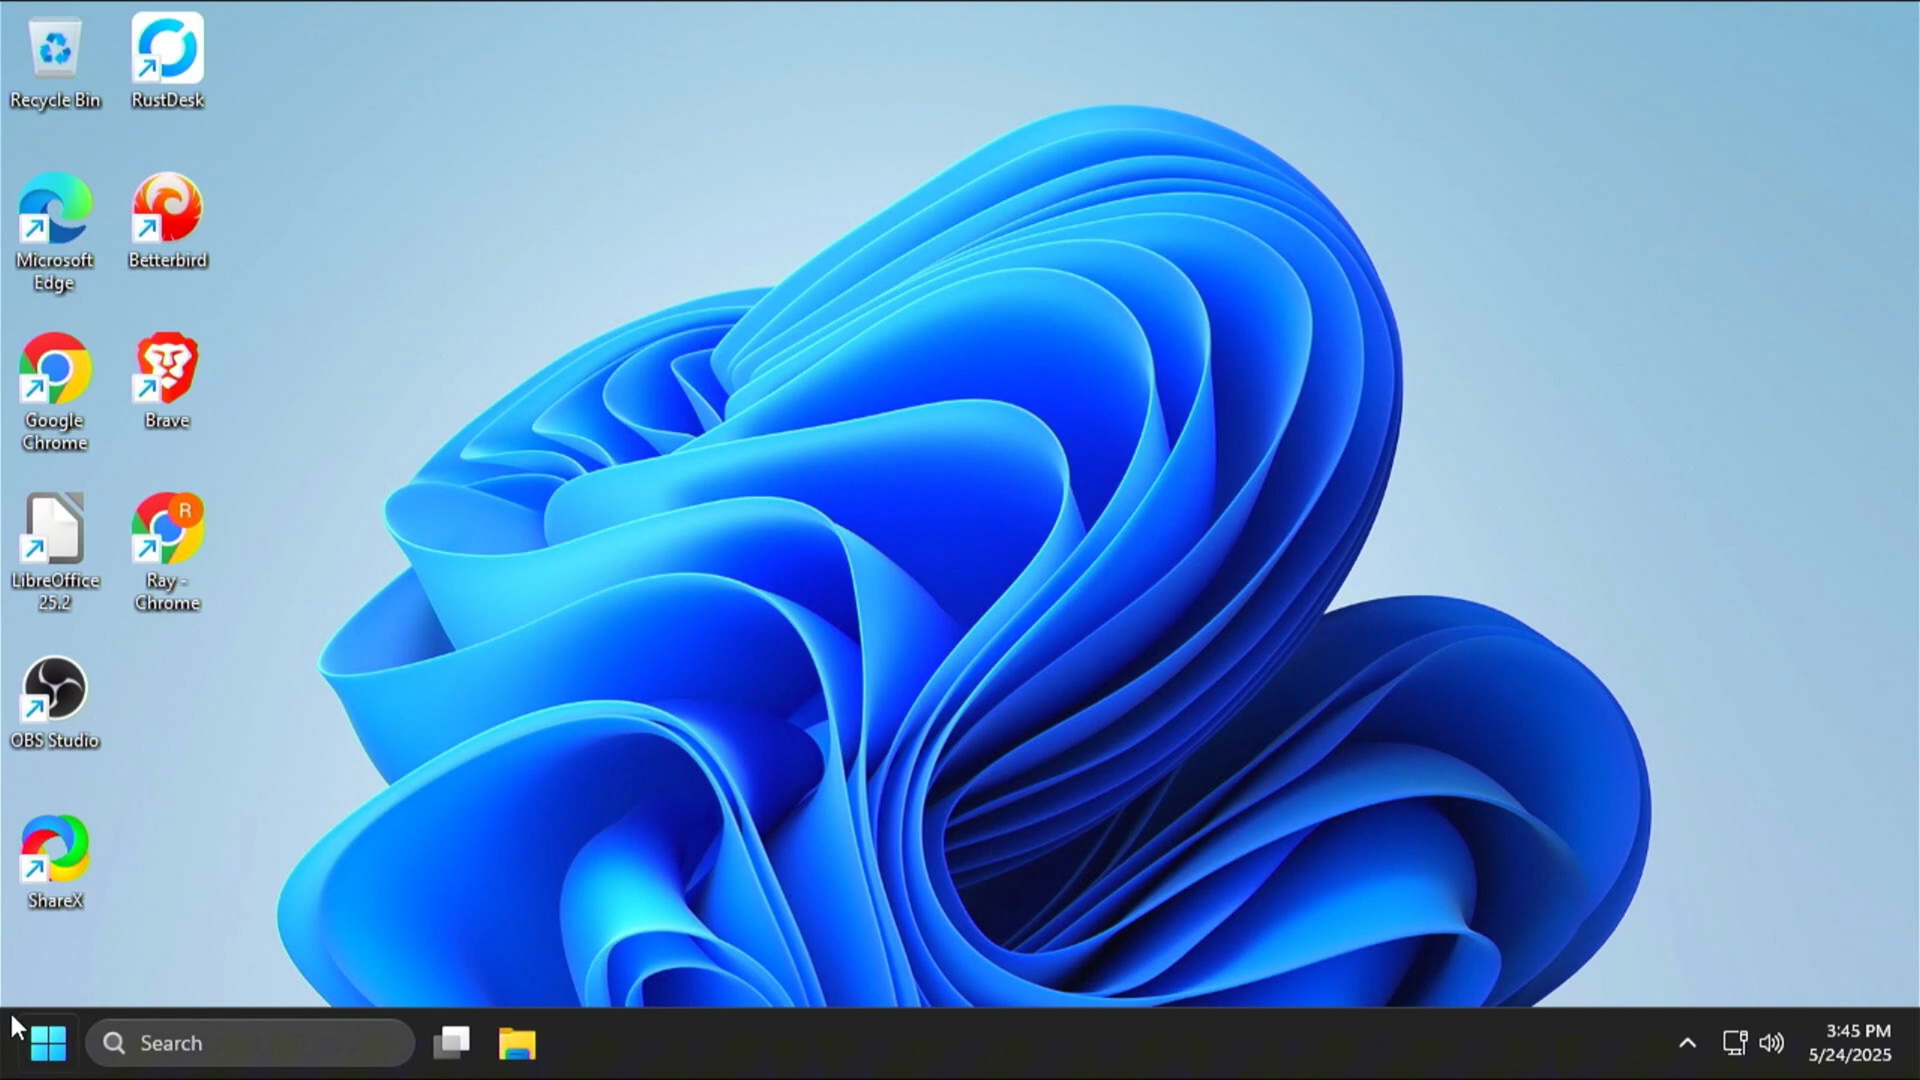 Recycle Bin
RustDesk
Microsoft
Edge
Betterbird
Google
Chrome
Brave
LibreOffice
25.2
R
Ray -
Chrome
OBS Studio
ShareX
Search
3:45 PM
5/24/2025